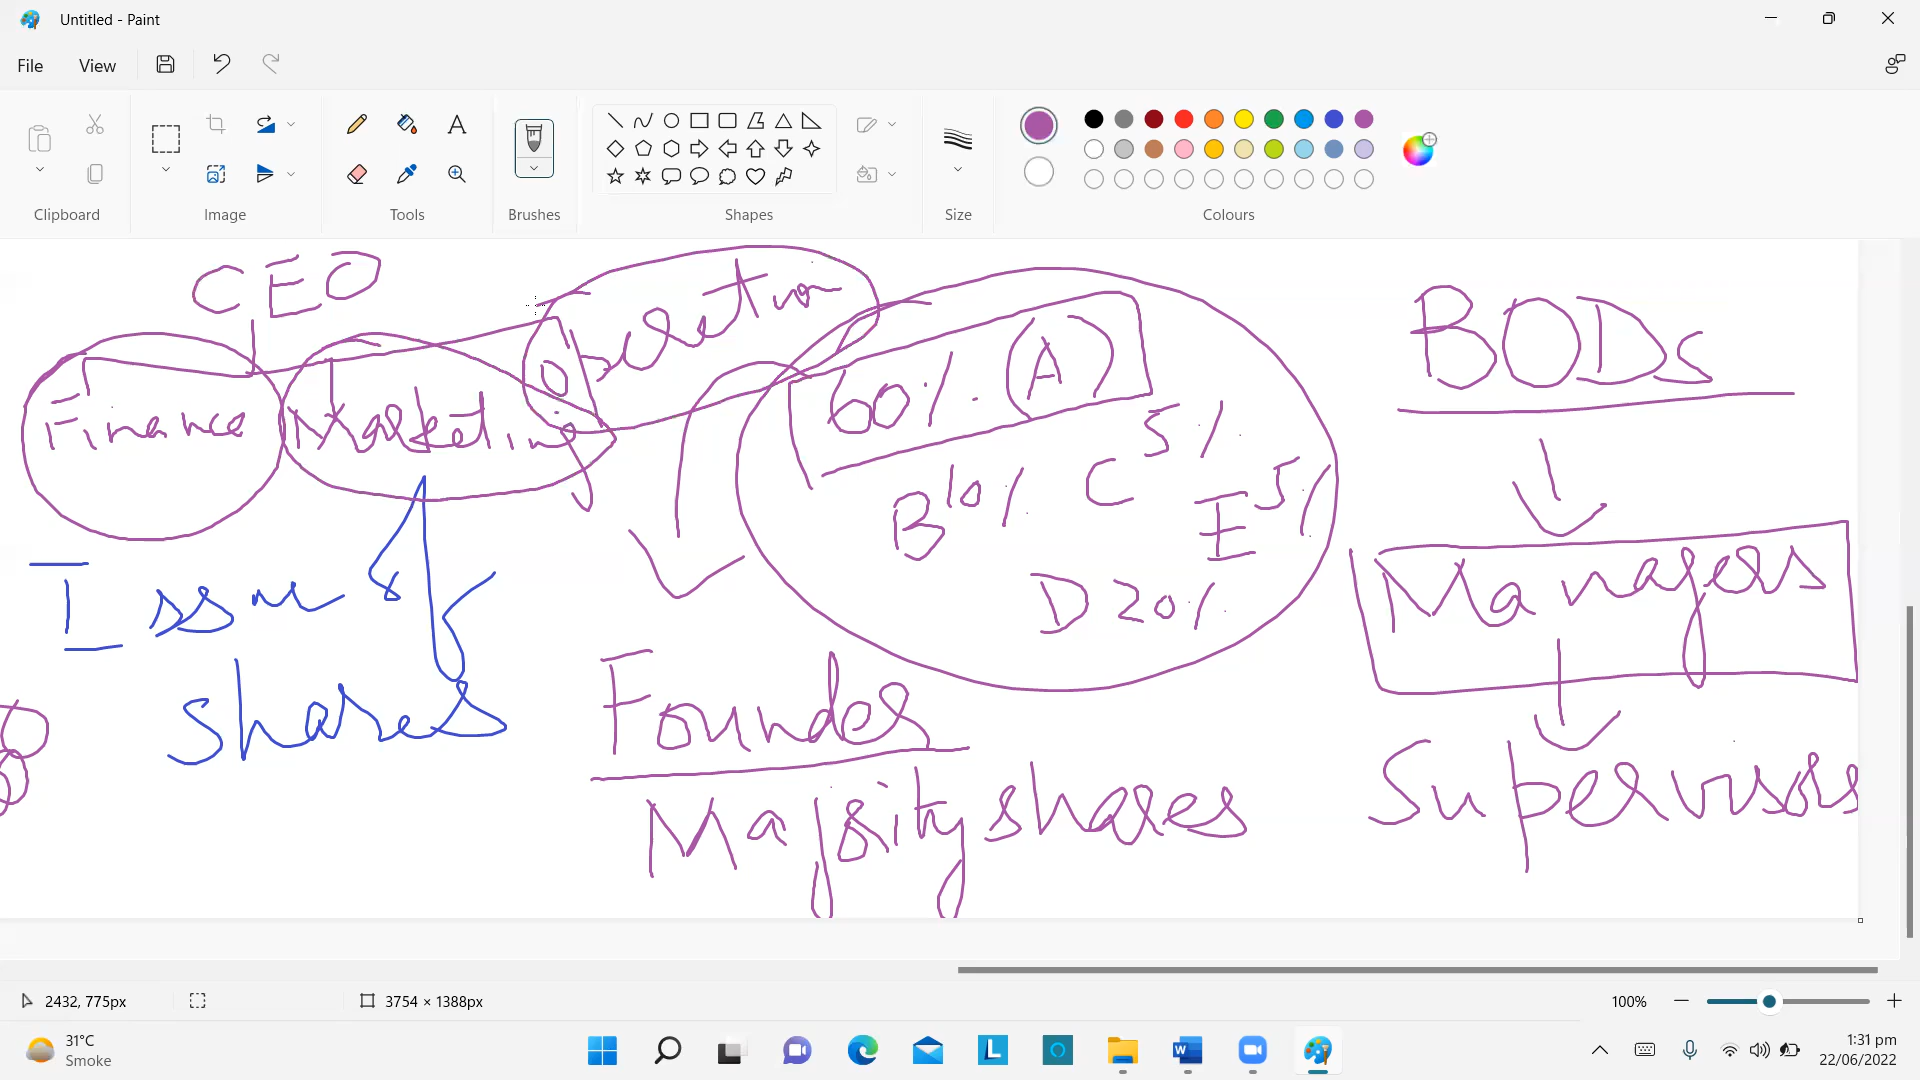 Untitled - Paint
File
View
Clipboard
Image
Tools
Brushes
Shapes
Size
Colours
CEO
Finance
Marketing
Operation
60% (A)
B 10%
C 5%
E 5%
D 20%
BODs
Managers
Supervisors
Issue of
shares
Founder
Majority shares
2432, 775px
3754 × 1388px
100%
31°C
Smoke
1:31 pm
22/06/2022